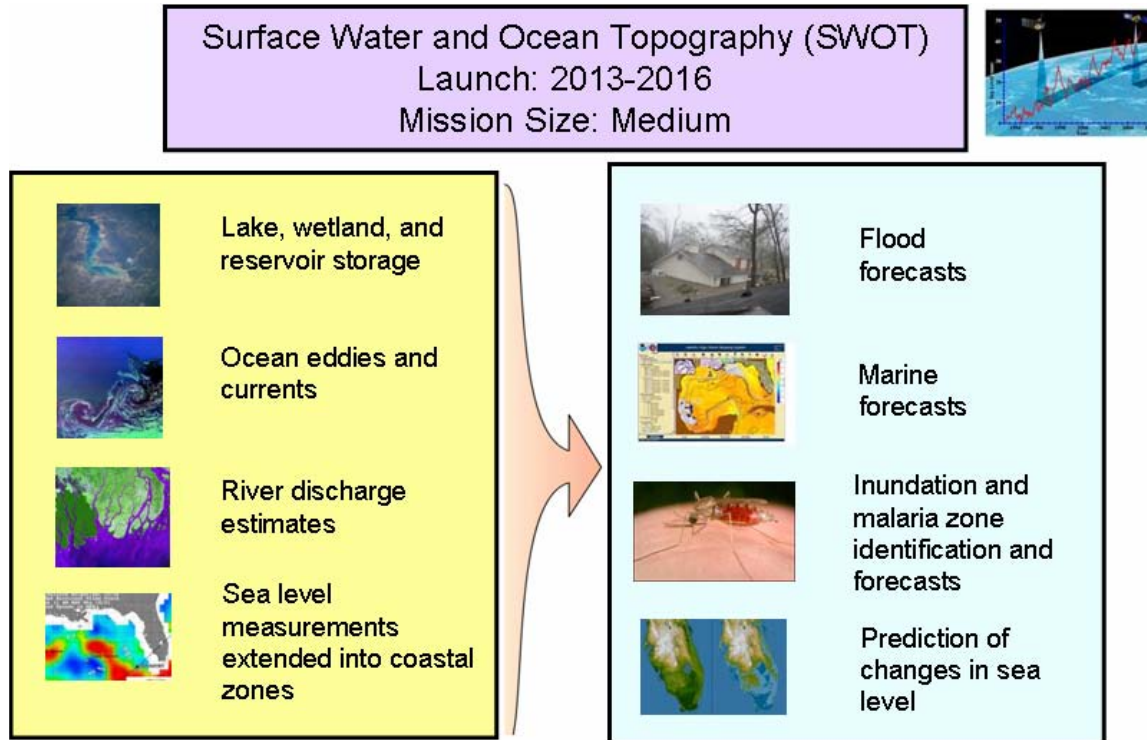 Surface Water and Ocean Topography (SWOT)
Launch: 2013-2016
Mission Size: Medium
Lake, wetland, and
reservoir storage
Ocean eddies and
currents
River discharge
estimates
Sea level
measurements
extended into coastal
zones
Flood
forecasts
Marine
forecasts
Inundation and
malaria zone
identification and
forecasts
Prediction of
changes in sea
level